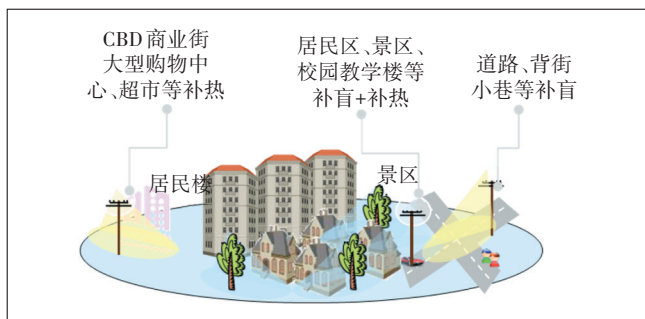 CBD商业街
大型购物中
心、超市等补热
居民区、景区、
校园教学楼等
补盲+补热
道路、背街
小巷等补盲
居民楼
景区